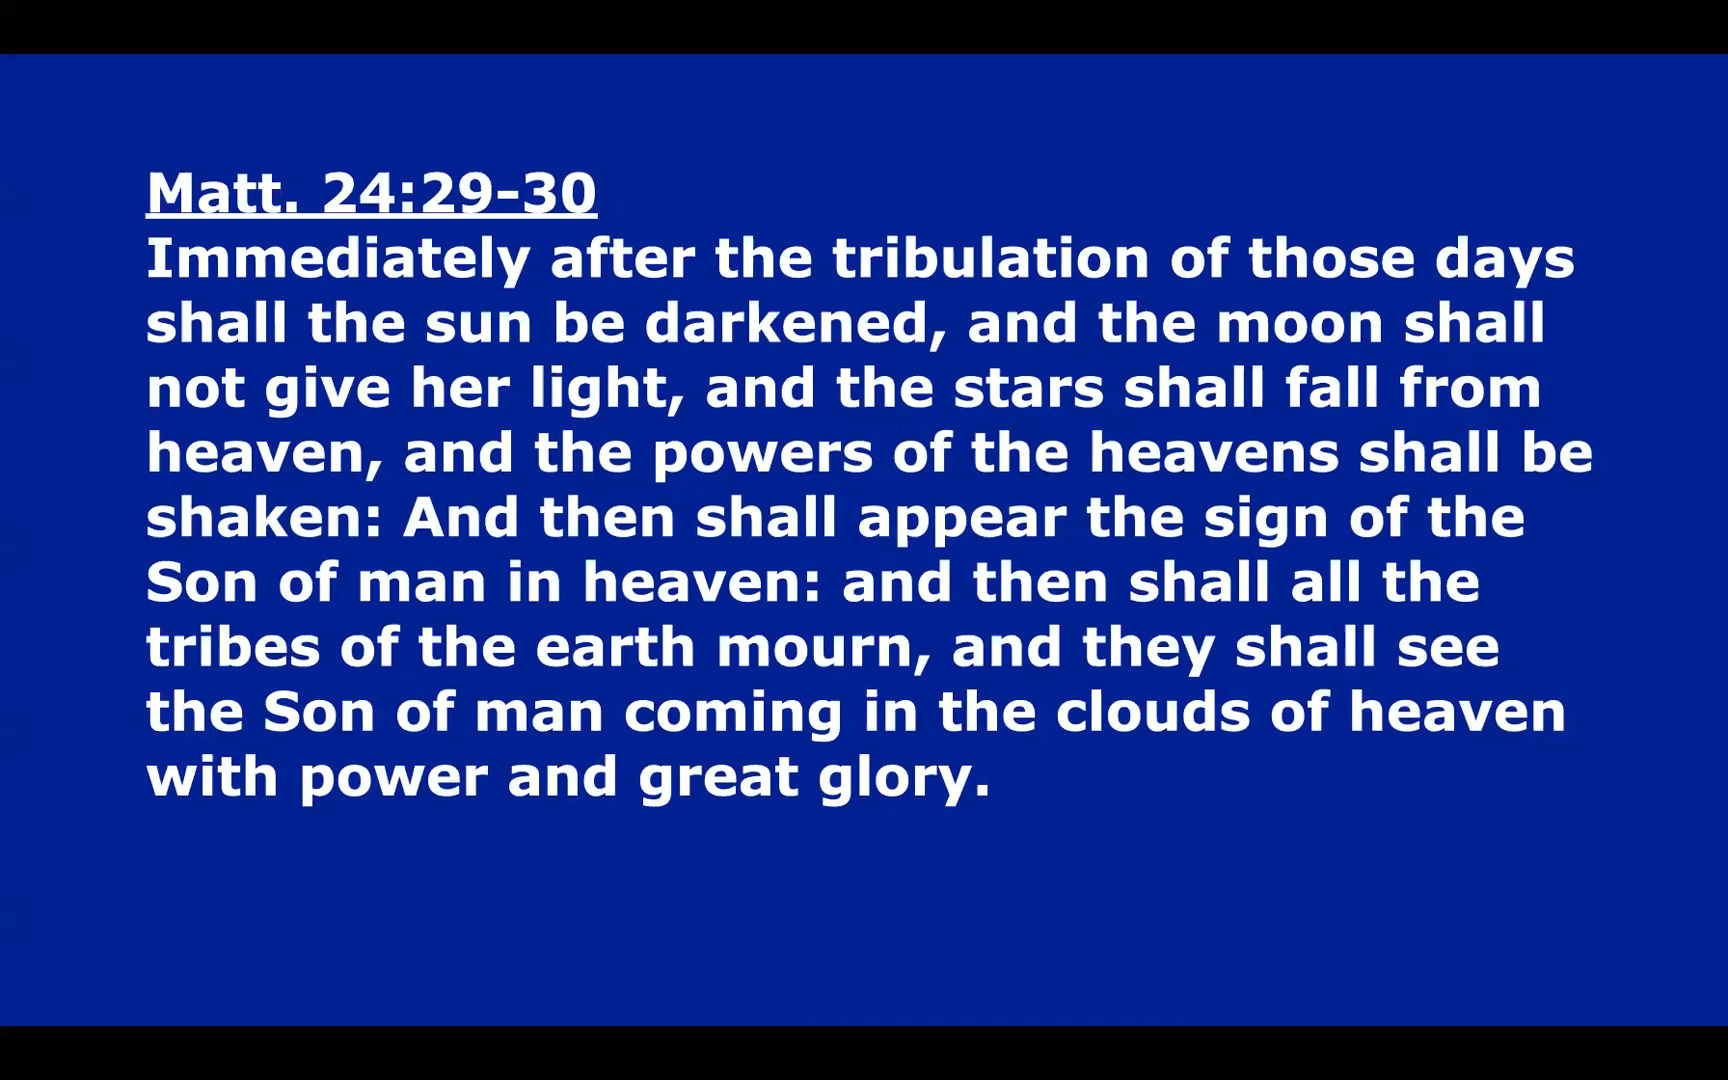 Matt. 24:29-30
Immediately after the tribulation of those days
shall the sun be darkened, and the moon shall
not give her light, and the stars shall fall from
heaven, and the powers of the heavens shall be
shaken: And then shall appear the sign of the
Son of man in heaven: and then shall all the
tribes of the earth mourn, and they shall see
the Son of man coming in the clouds of heaven
with power and great glory.